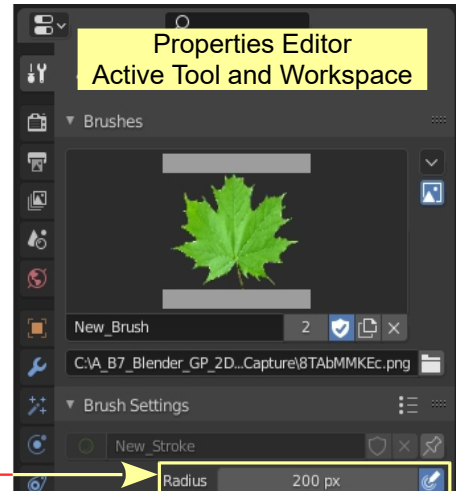 Properties Editor
Active Tool and Workspace
Brushes
New_Brush 2
C:\A_B7_Blender_GP_2D...Capture\8TAbMMKEc.png
Brush Settings
New_Stroke
Radius 200 px